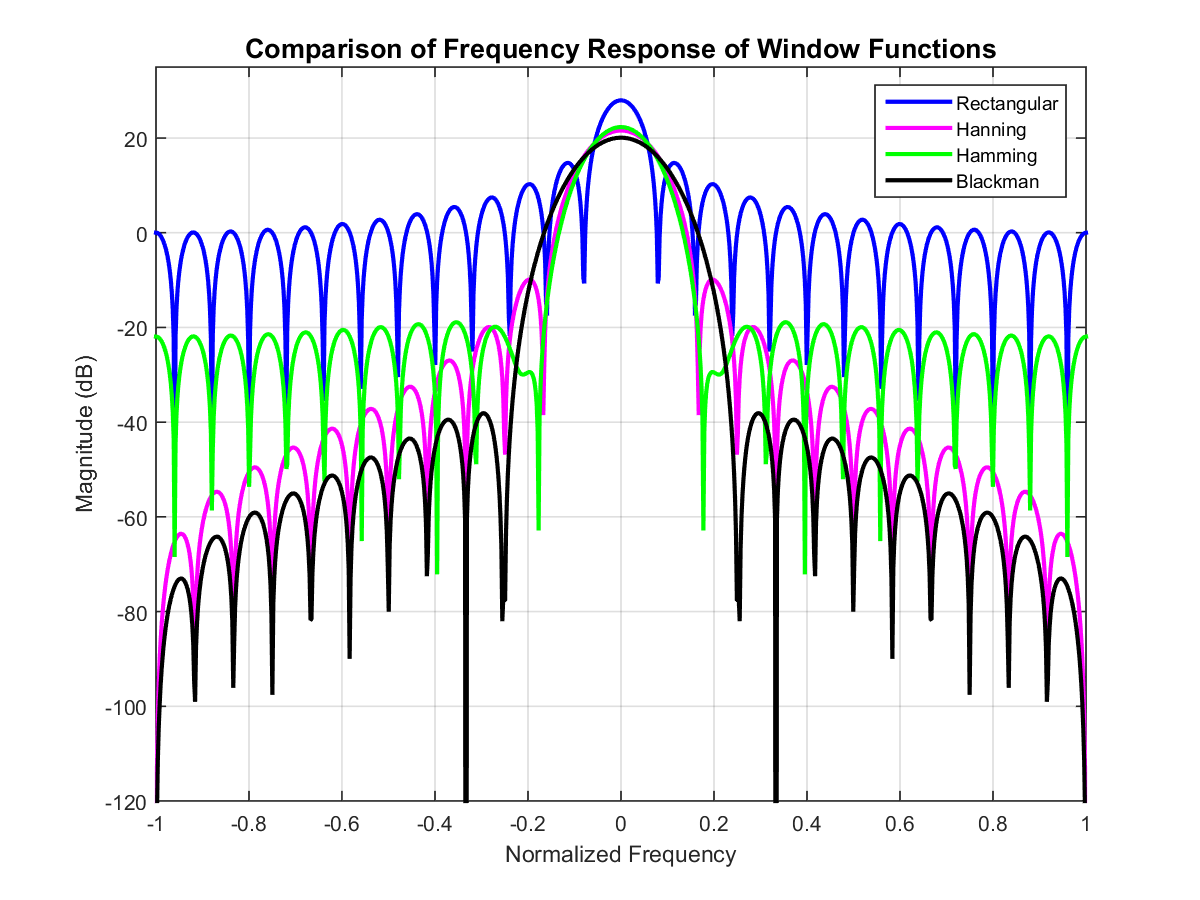 Comparison of Frequency Response of Window Functions
Rectangular
Hanning
Hamming
Blackman
20
0
-20
-40
-60
-80
-100
-120
Magnitude (dB)
-1 -0.8 -0.6 -0.4 -0.2 0 0.2 0.4 0.6 0.8 1
Normalized Frequency